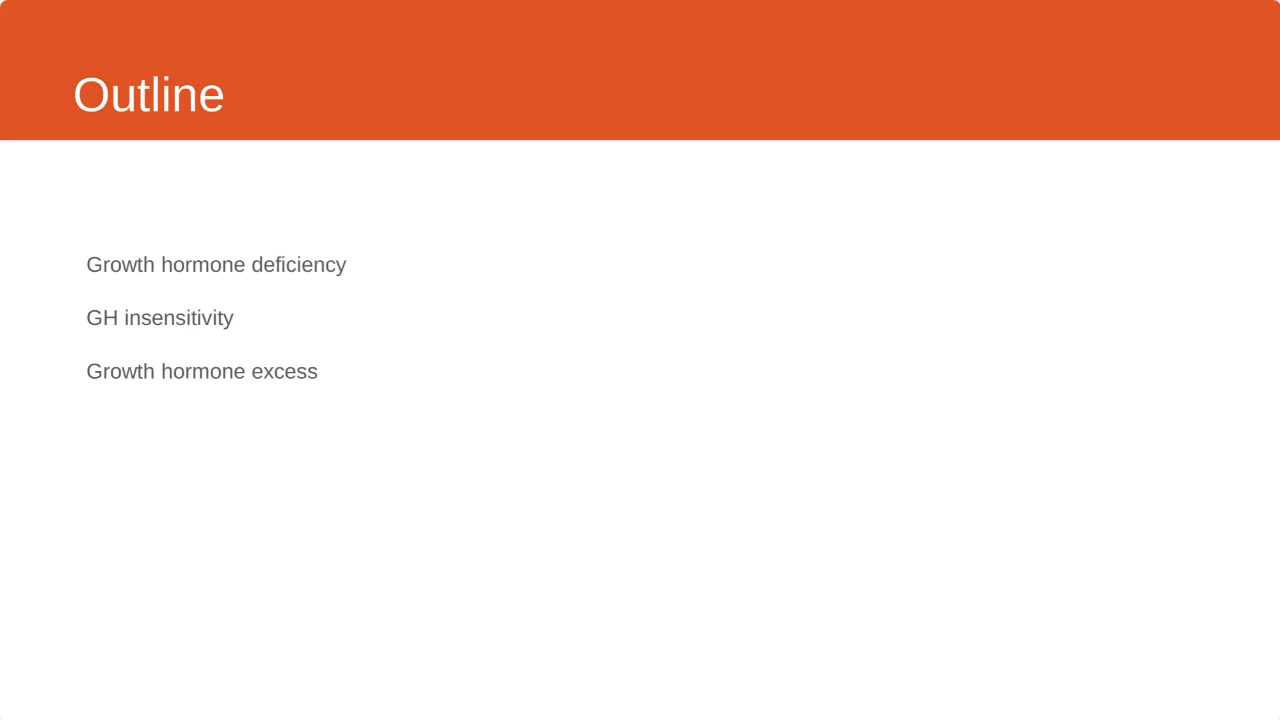 Outline
Growth hormone deficiency
GH insensitivity
Growth hormone excess